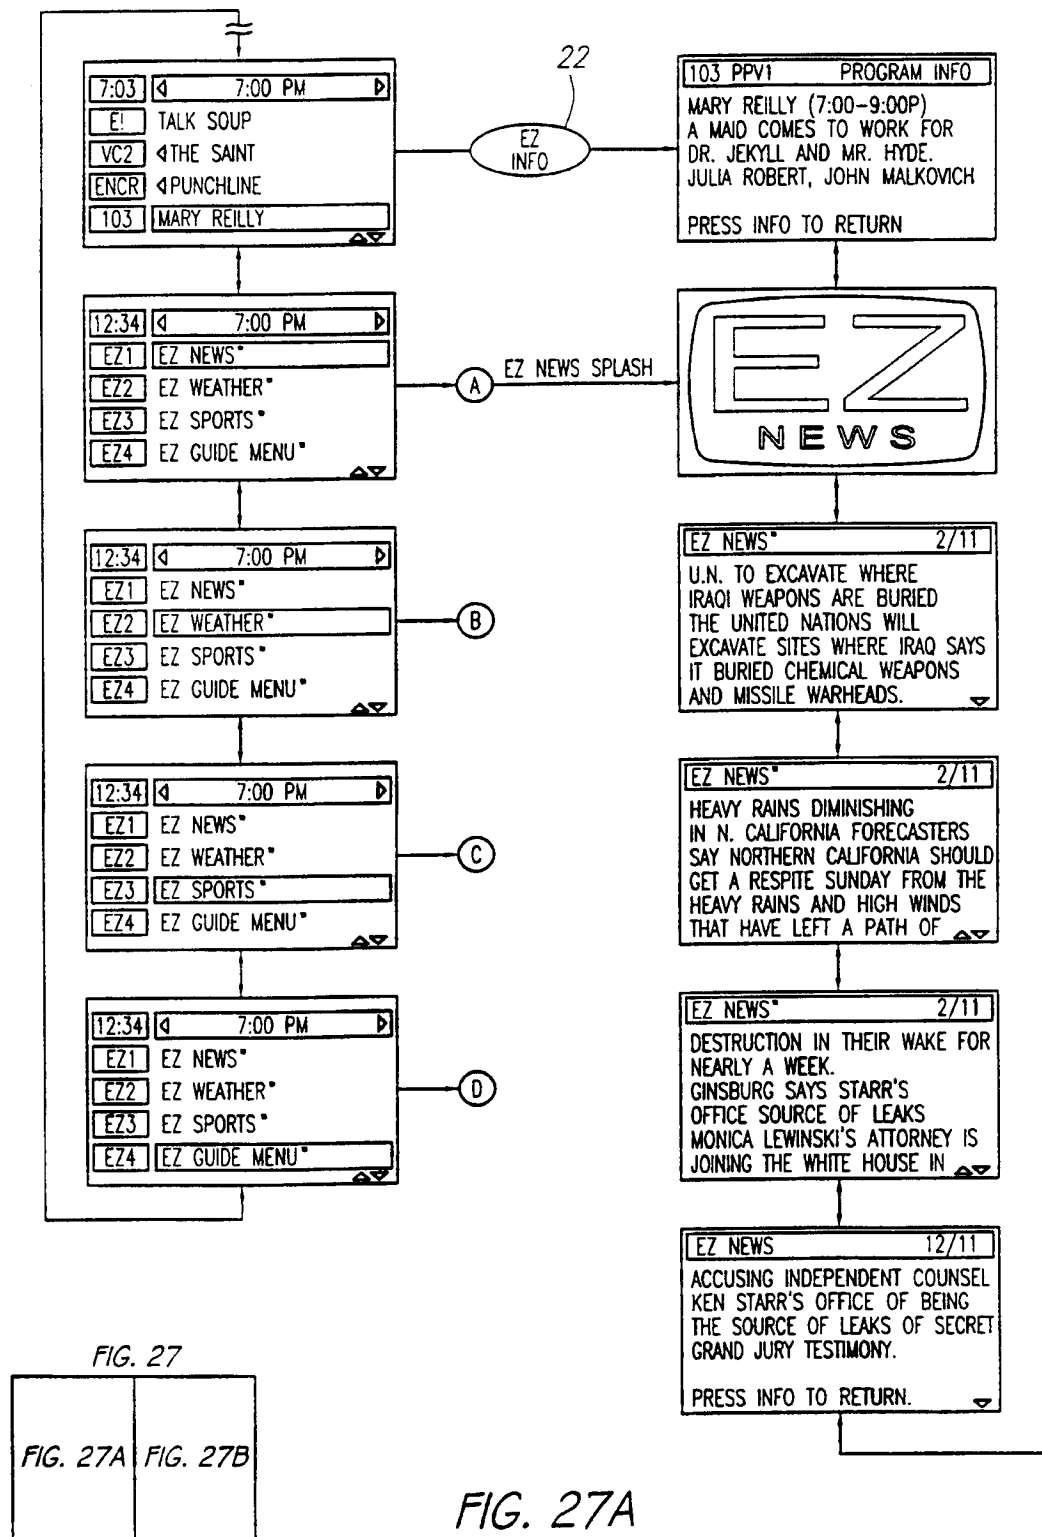 7:03 7:00 PM
E! TALK SOUP
VC2 THE SAINT
ENCR PUNCHLINE
103 MARY REILLY
22
EZ
INFO
103 PPV1 PROGRAM INFO
MARY REILLY (7:00-9:00P)
A MAID COMES TO WORK FOR
DR. JEKYLL AND MR. HYDE.
JULIA ROBERT, JOHN MALKOVICH
PRESS INFO TO RETURN
12:34 7:00 PM
EZ1 EZ NEWS
EZ2 EZ WEATHER
EZ3 EZ SPORTS
EZ4 EZ GUIDE MENU
A
EZ NEWS SPLASH
EZ
NEWS
12:34 7:00 PM
EZ1 EZ NEWS
EZ2 EZ WEATHER
EZ3 EZ SPORTS
EZ4 EZ GUIDE MENU
B
EZ NEWS 2/11
U.N. TO EXCAVATE WHERE
IRAQI WEAPONS ARE BURIED
THE UNITED NATIONS WILL
EXCAVATE SITES WHERE IRAQ SAYS
IT BURIED CHEMICAL WEAPONS
AND MISSILE WARHEADS.
12:34 7:00 PM
EZ1 EZ NEWS
EZ2 EZ WEATHER
EZ3 EZ SPORTS
EZ4 EZ GUIDE MENU
C
EZ NEWS 2/11
HEAVY RAINS DIMINISHING
IN N. CALIFORNIA FORECASTERS
SAY NORTHERN CALIFORNIA SHOULD
GET A RESPITE SUNDAY FROM THE
HEAVY RAINS AND HIGH WINDS
THAT HAVE LEFT A PATH OF
12:34 7:00 PM
EZ1 EZ NEWS
EZ2 EZ WEATHER
EZ3 EZ SPORTS
EZ4 EZ GUIDE MENU
D
EZ NEWS 2/11
DESTRUCTION IN THEIR WAKE FOR
NEARLY A WEEK.
GINSBURG SAYS STARR'S
OFFICE SOURCE OF LEAKS
MONICA LEWINSKI'S ATTORNEY IS
JOINING THE WHITE HOUSE IN
EZ NEWS 12/11
ACCUSING INDEPENDENT COUNSEL
KEN STARR'S OFFICE OF BEING
THE SOURCE OF LEAKS OF SECRET
GRAND JURY TESTIMONY.
PRESS INFO TO RETURN.
FIG. 27
FIG. 27A FIG. 27B
FIG. 27A